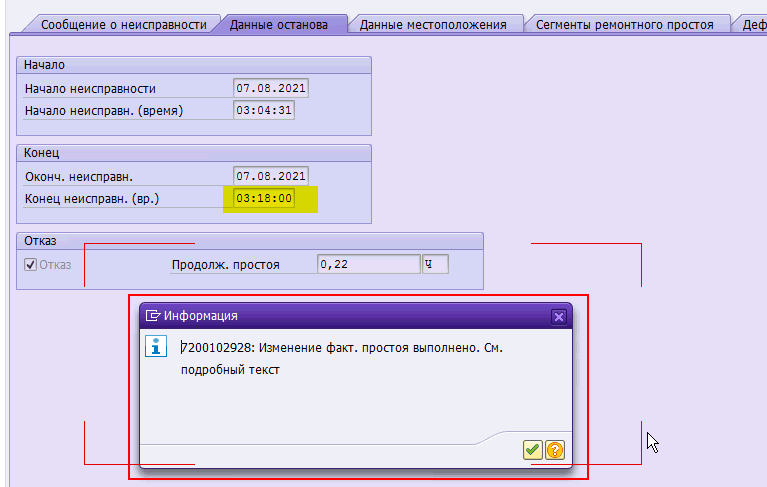 Сообщение о неисправности Данные останова Данные местоположения Сегменты ремонтного простоя Деф
Начало
Начало неисправности 07.08.2021
Начало неисправн. (время) 03:04:31
Конец
Оконч. неисправн. 07.08.2021
Конец неисправн. (вр.) 03:18:00
Отказ
Отказ Продолж. простоя 0,22 Ч
Информация
7200102928: Изменение факт. простоя выполнено. См.
подробный текст